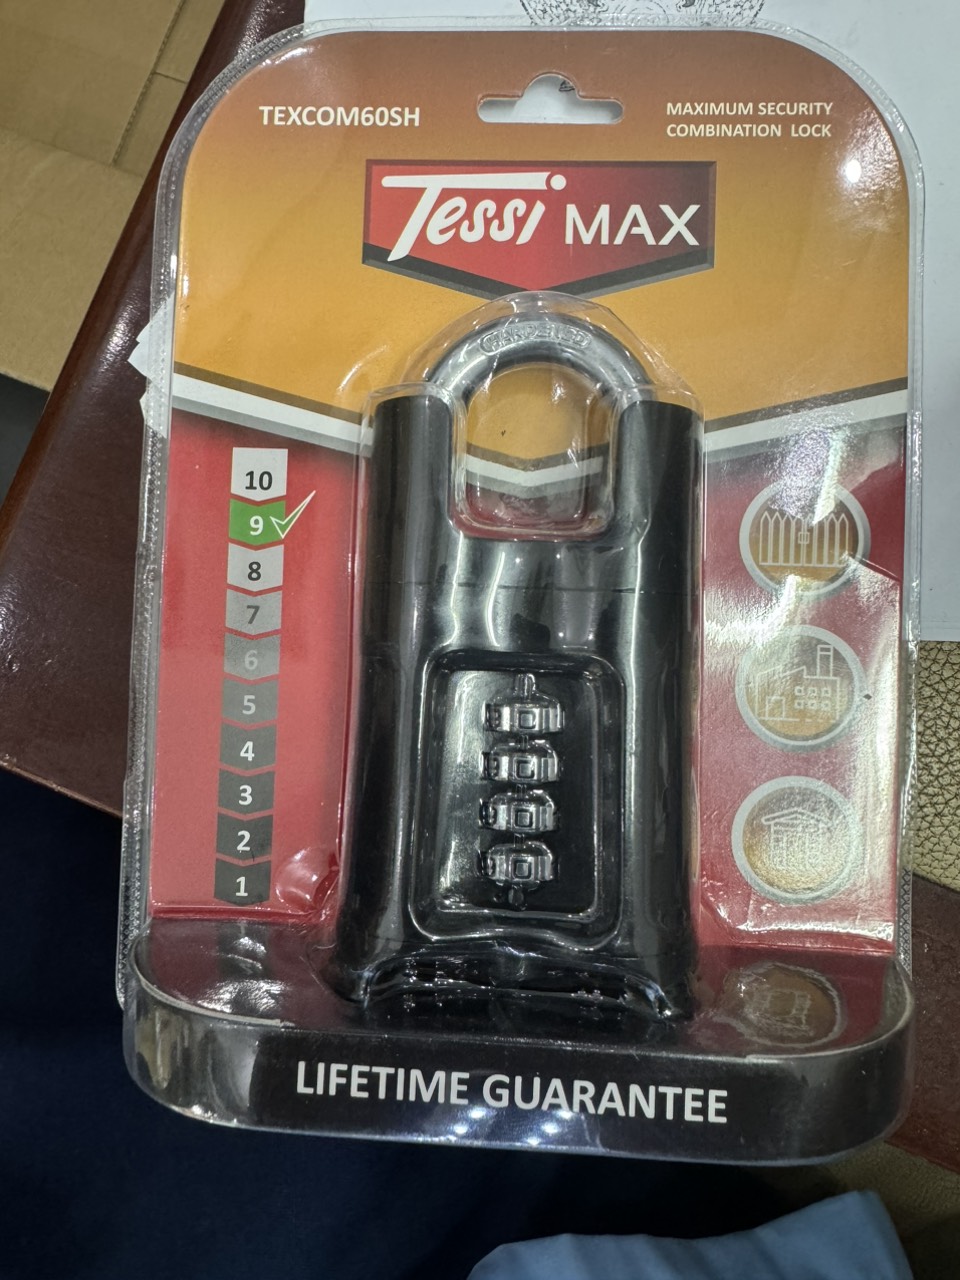 TEXCOM60SH
MAXIMUM SECURITY
COMBINATION LOCK
Tessi MAX
HARDENED
10
9
8
7
6
5
4
3
2
1
LIFETIME GUARANTEE